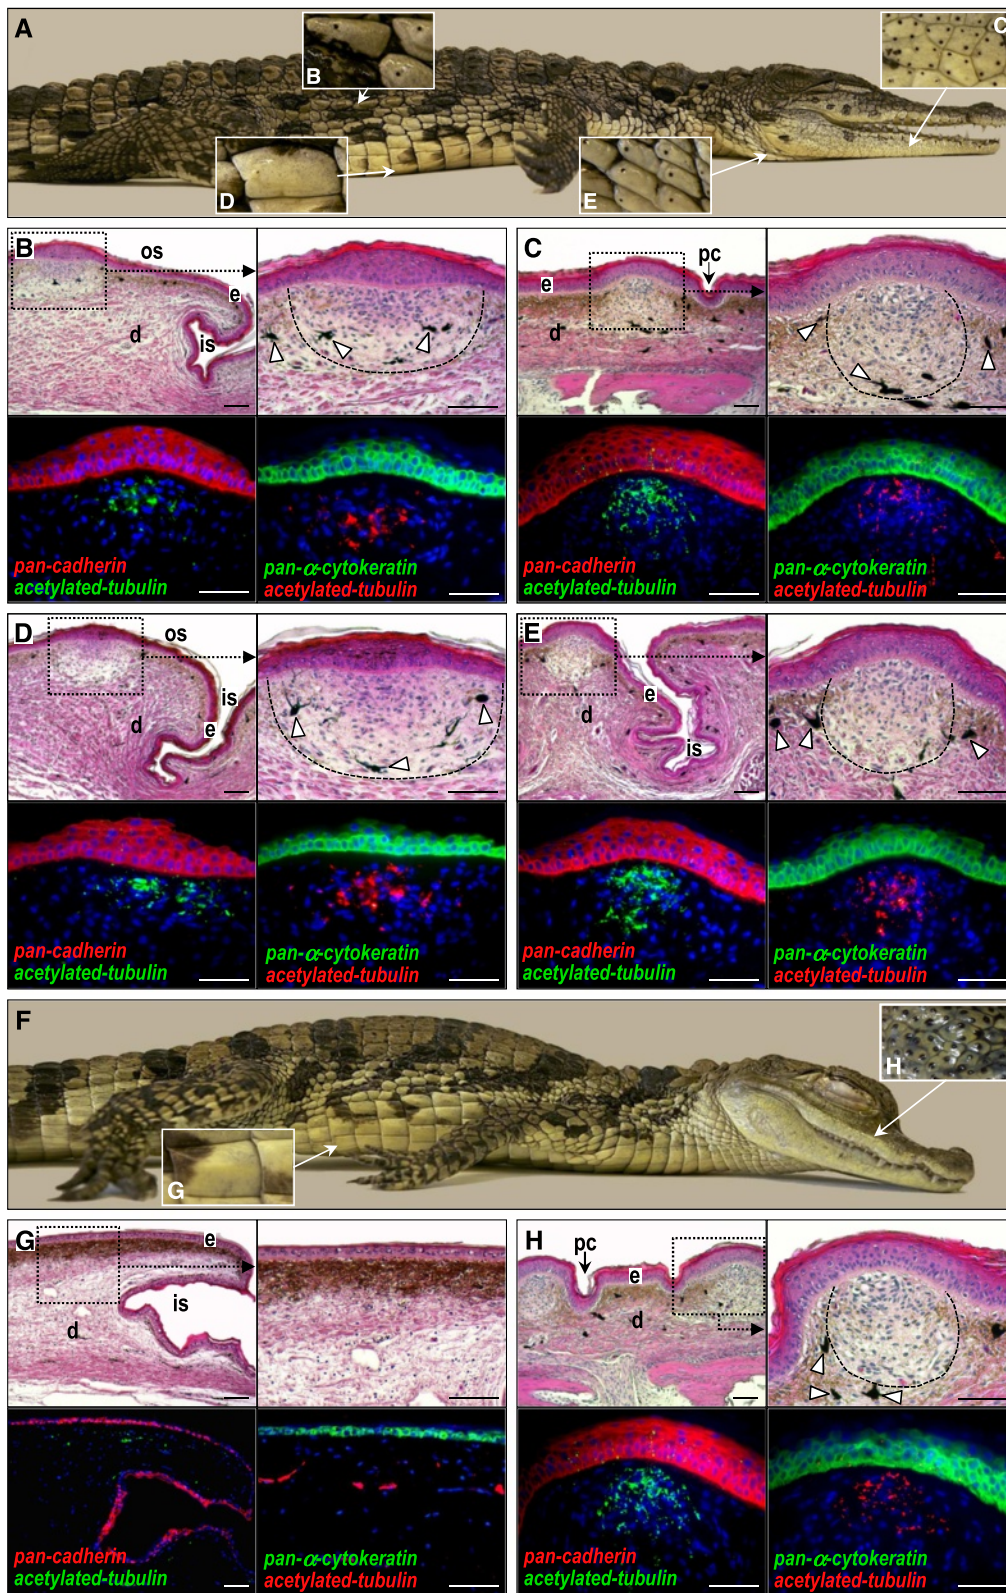 A
B
C
D
E
B
os
e
d
is
C
pc
e
d
pan-cadherin
acetylated-tubulin
pan-α-cytokeratin
acetylated-tubulin
pan-cadherin
acetylated-tubulin
pan-α-cytokeratin
acetylated-tubulin
D
os
is
d
e
E
e
d
is
pan-cadherin
acetylated-tubulin
pan-α-cytokeratin
acetylated-tubulin
pan-cadherin
acetylated-tubulin
pan-α-cytokeratin
acetylated-tubulin
F
H
G
G
e
is
d
H
pc
e
d
pan-cadherin
acetylated-tubulin
pan-α-cytokeratin
acetylated-tubulin
pan-cadherin
acetylated-tubulin
pan-α-cytokeratin
acetylated-tubulin